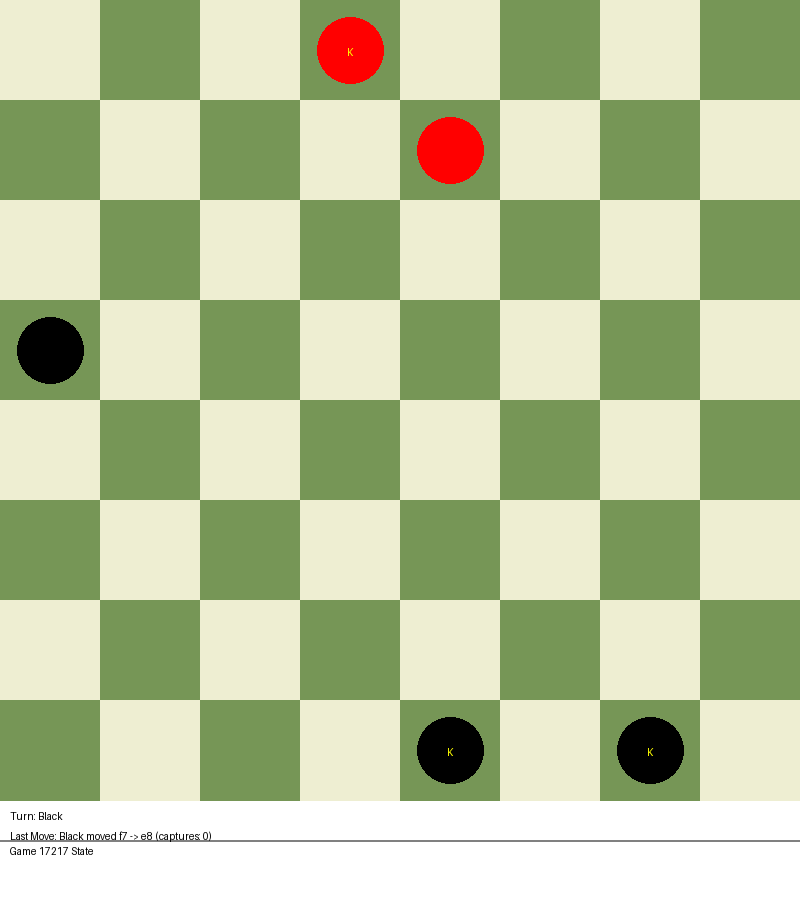 K
K
K
Turn: Black
Last Move: Black moved f7 -> e8 (captures: 0)
Game 17217 State